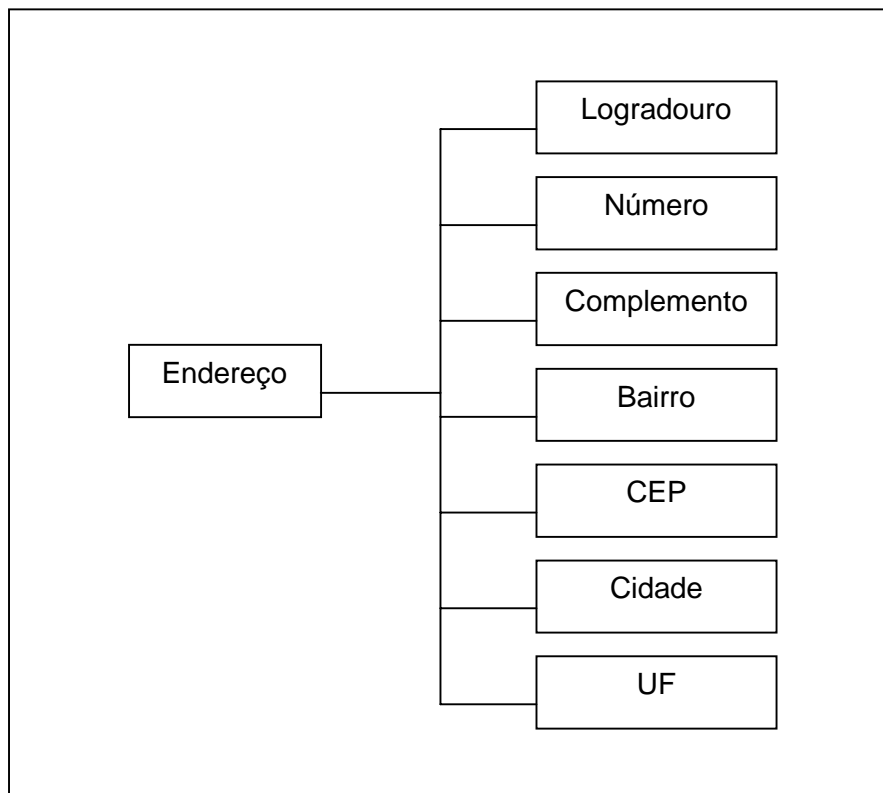 Endereço
Logradouro
Número
Complemento
Bairro
CEP
Cidade
UF